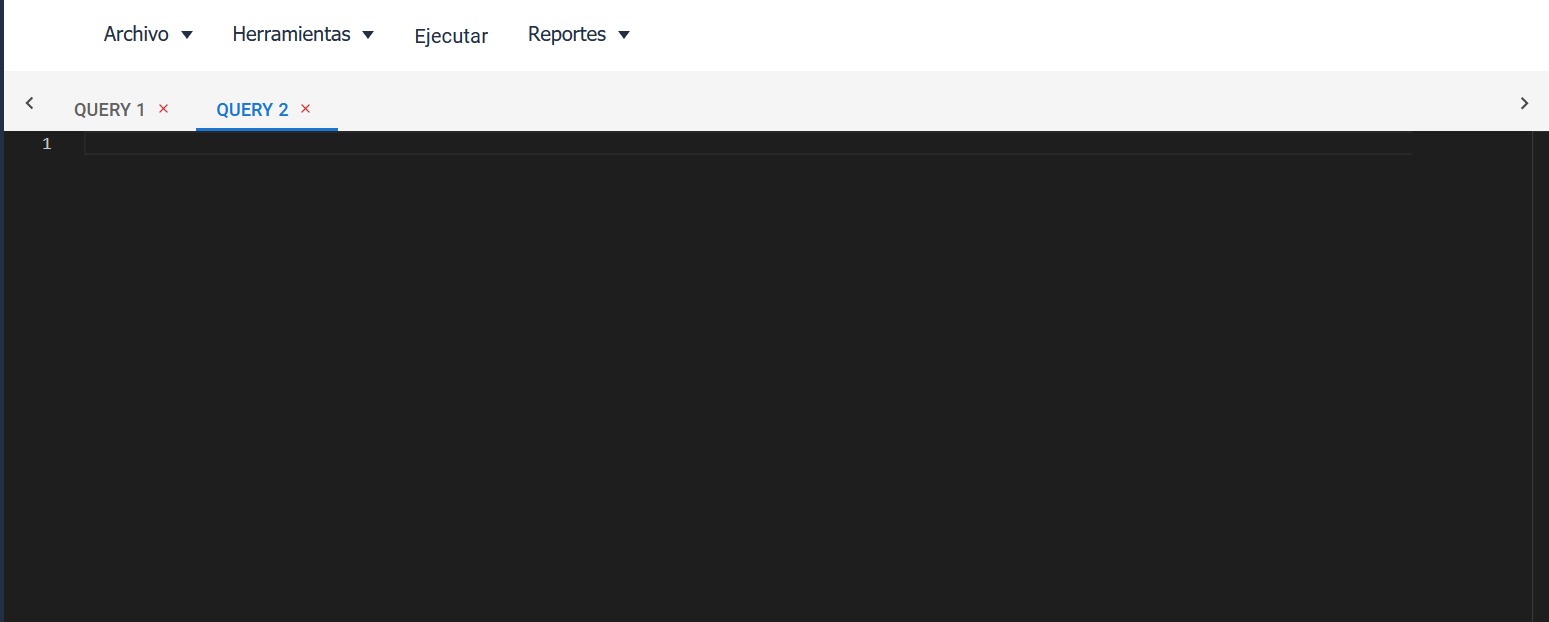 Archivo Herramientas Ejecutar Reportes
QUERY 1 × QUERY 2 ×
1